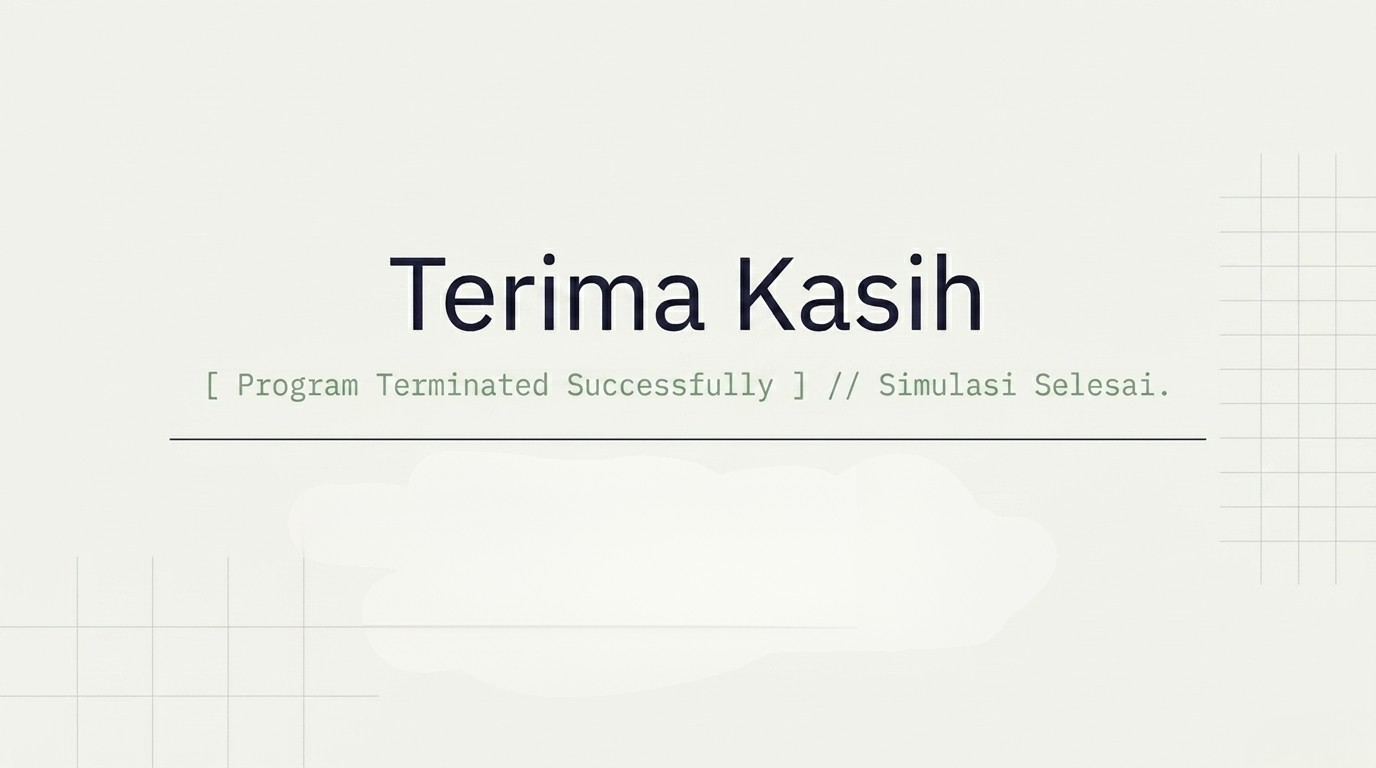 Terima Kasih
[ Program Terminated Successfully ] // Simulasi Selesai.